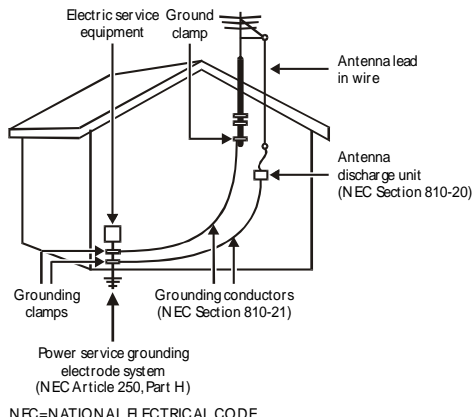 Electric service
equipment
Ground
clamp
Antenna lead
in wire
Antenna
discharge unit
(NEC Section 810-20)
Grounding
clamps
Grounding conductors
(NEC Section 810-21)
Power service grounding
electrode system
(NEC Article 250, Part H)
NEC=NATIONAL ELECTRICAL CODE